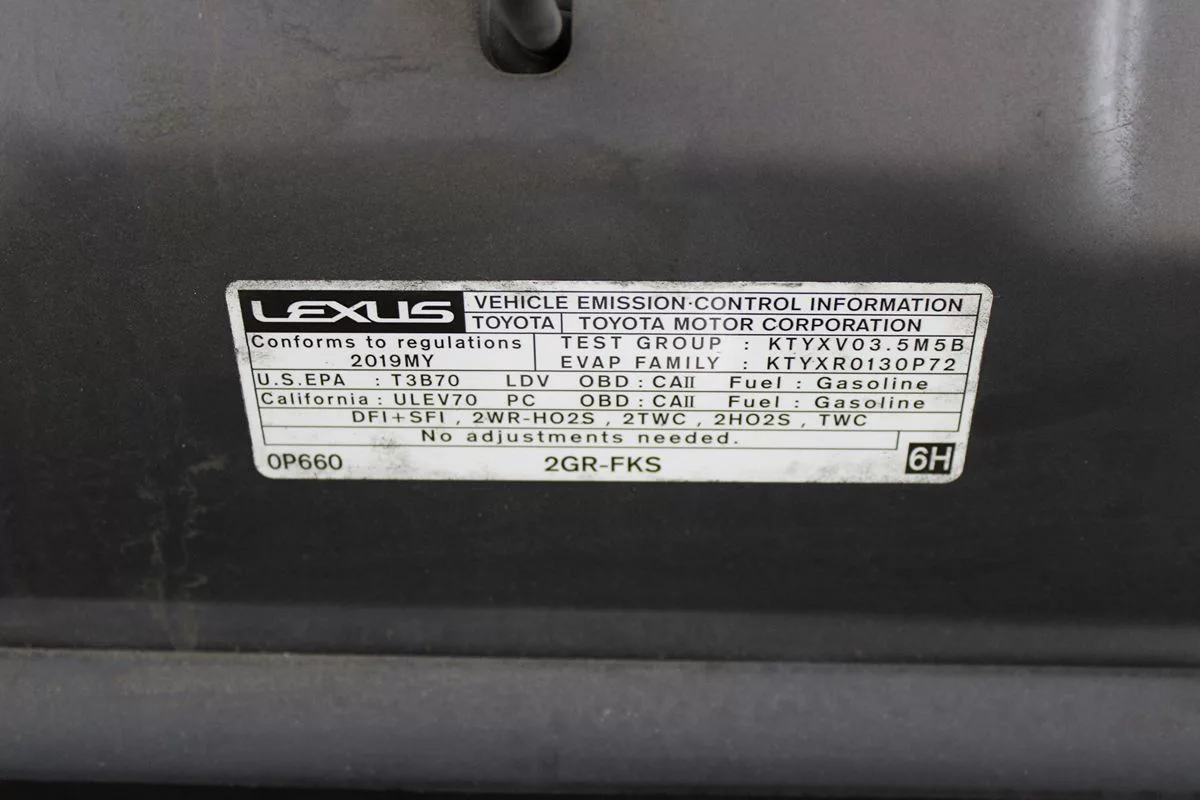 LEXUS VEHICLE EMISSION·CONTROL INFORMATION
TOYOTA TOYOTA MOTOR CORPORATION
Conforms to regulations
2019MY
TEST GROUP : KTYXV03.5M5B
EVAP FAMILY : KTYXR0130P72
U.S.EPA : T3B70 LDV OBD : CAII Fuel : Gasoline
California : ULEV70 PC OBD : CAII Fuel : Gasoline
DFI+SFI , 2WR-HO2S , 2TWC , 2HO2S , TWC
No adjustments needed.
0P660 2GR-FKS 6H